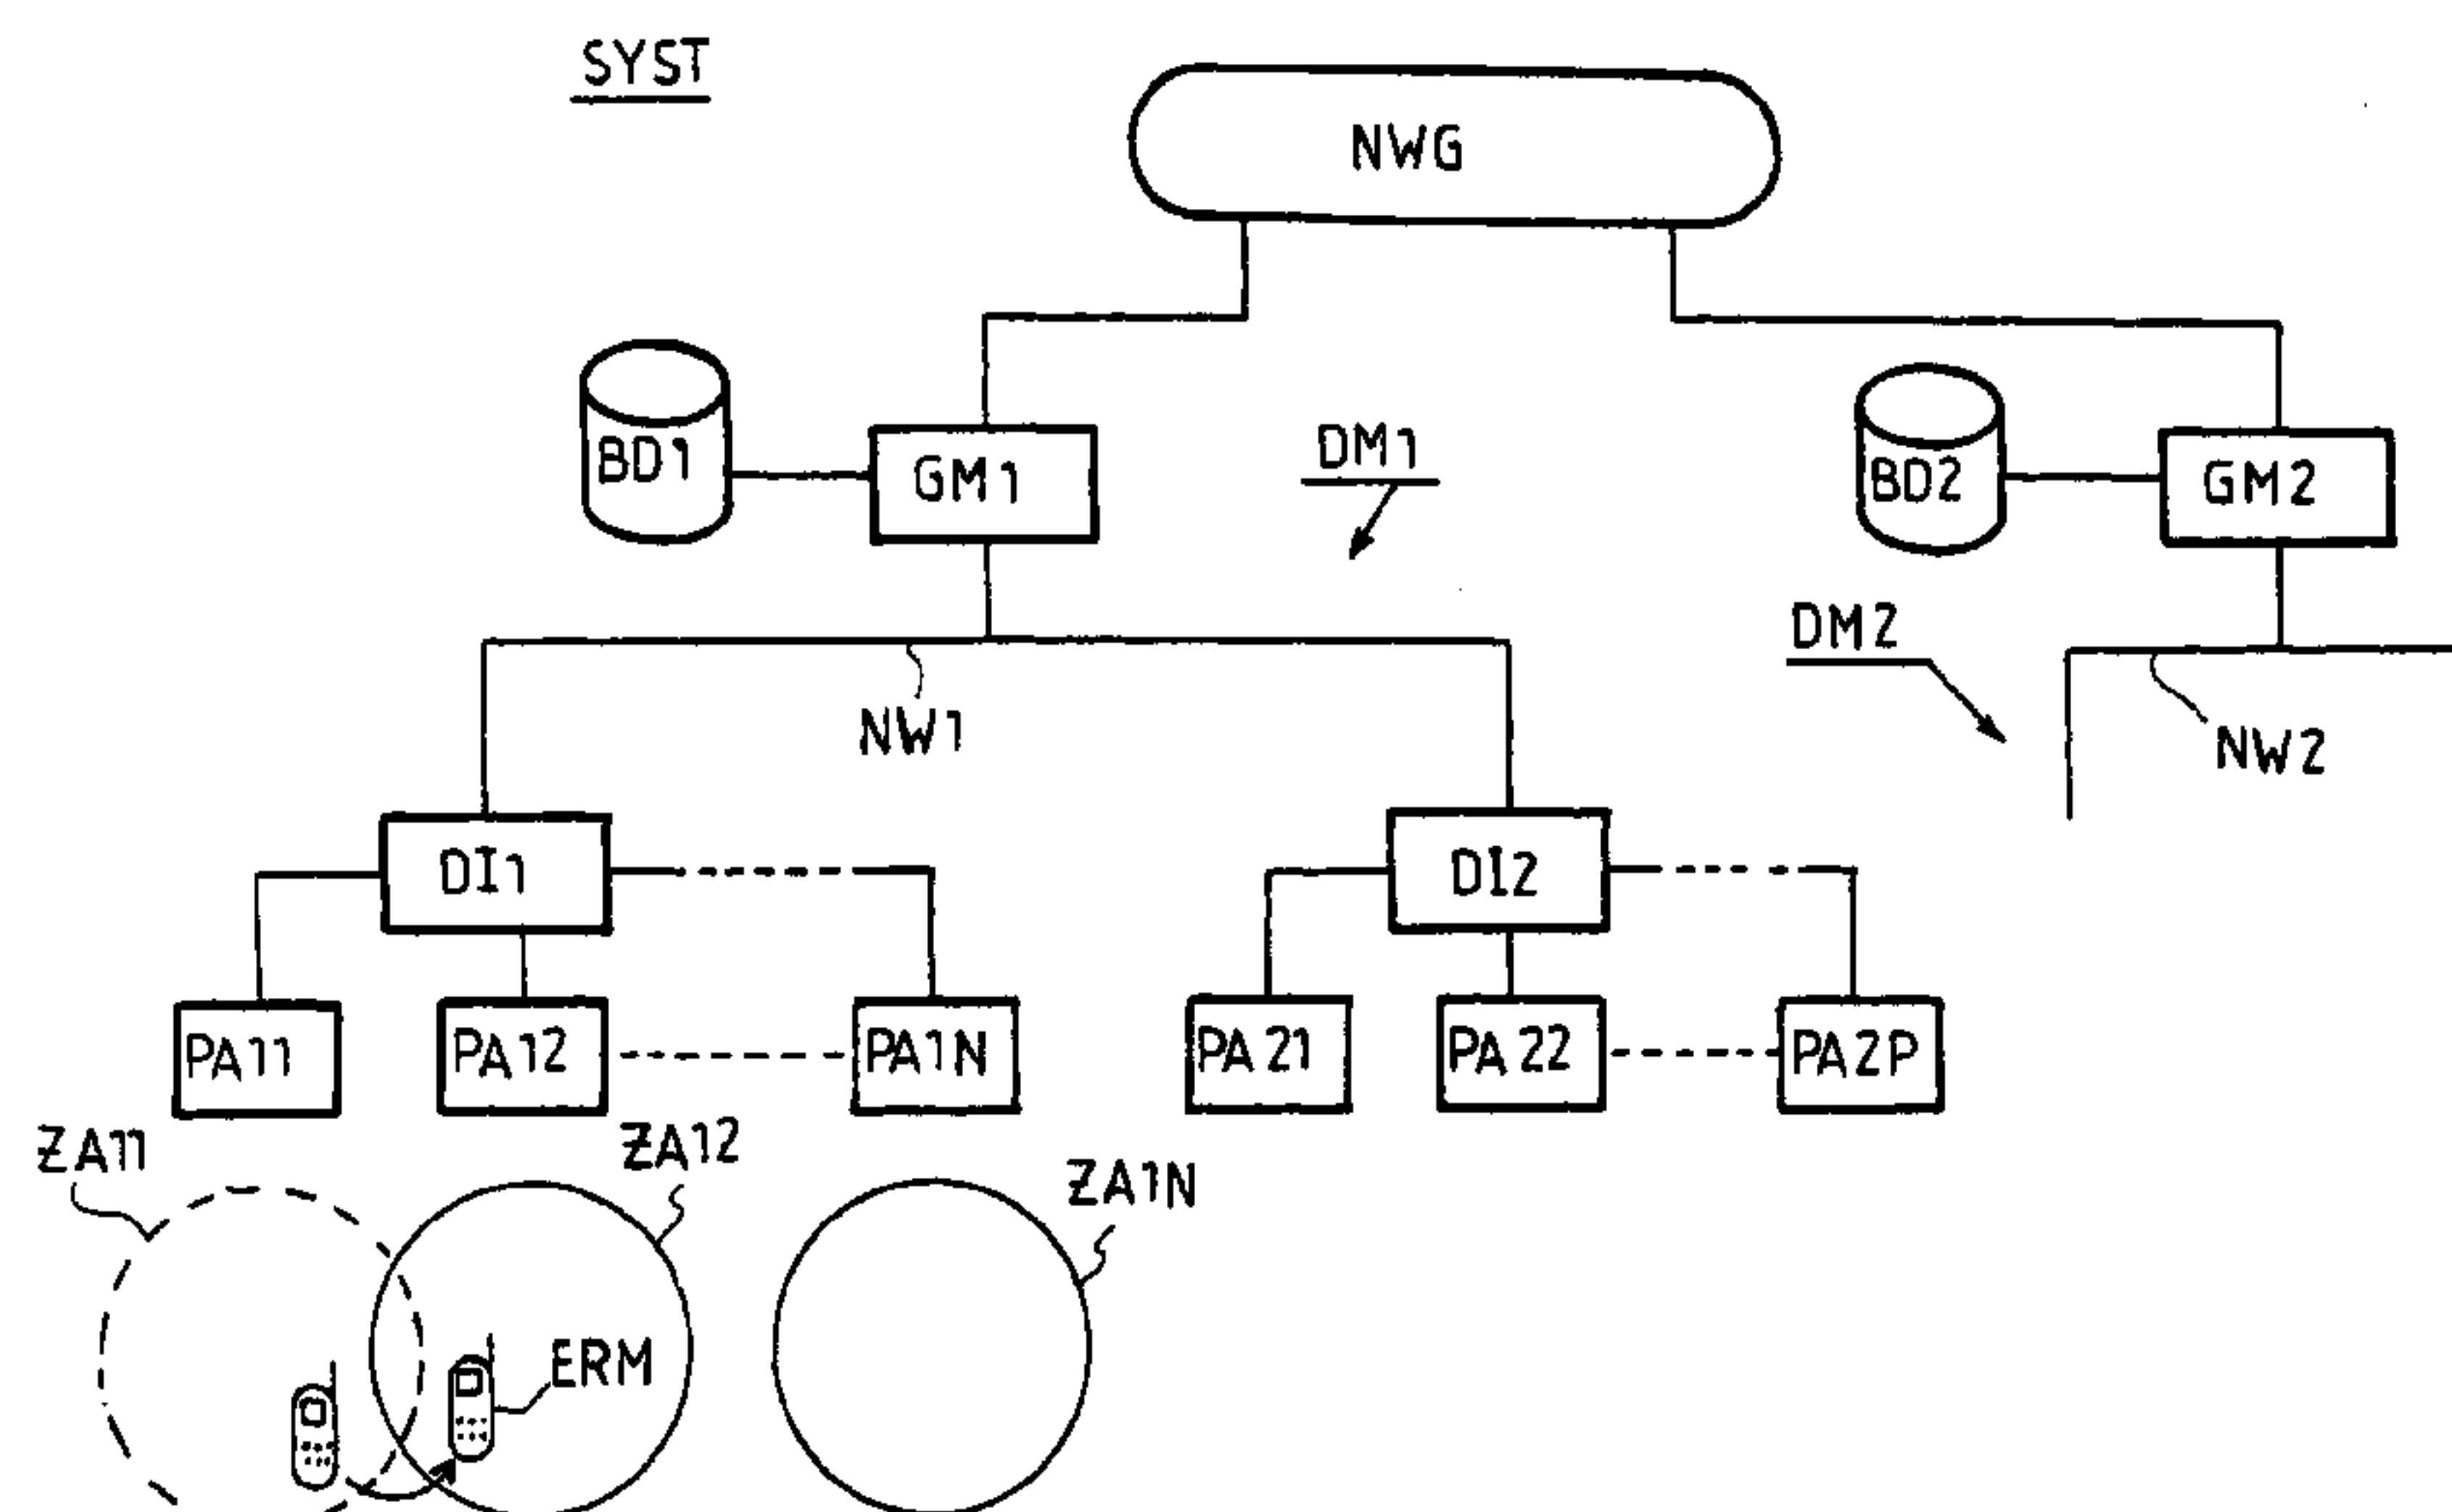 SYST
NWG
BD1
GM1
DM1
BD2
GM2
DM2
NW1
NW2
DI1
DI2
PA11
PA12
PA1N
PA21
PA22
PA2P
ZA11
ZA12
ZA1N
ERM